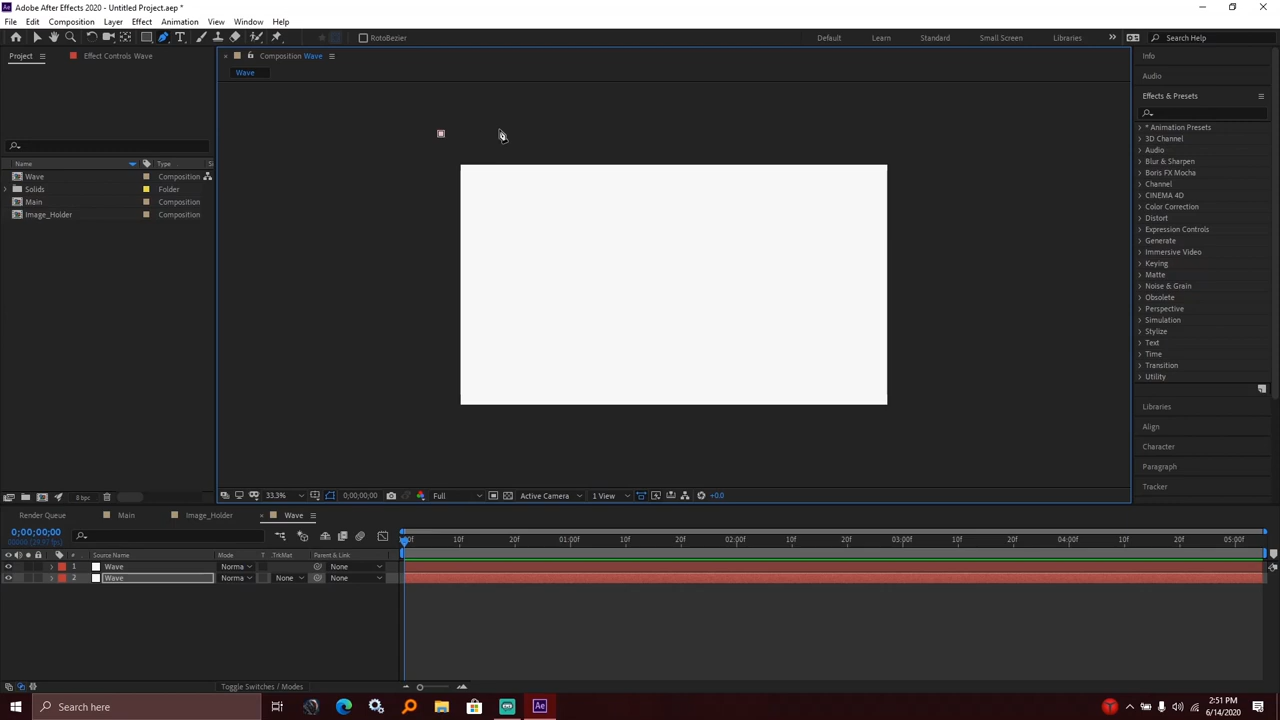 Adobe After Effects 2020 - Untitled Project.aep *
File Edit Composition Layer Effect Animation View Window Help
RotoBezier
Default Learn Standard Small Screen Libraries Search Help
Project Effect Controls Wave
Composition Wave
Wave
Info
Audio
Effects & Presets
* Animation Presets
3D Channel
Audio
Blur & Sharpen
Boris FX Mocha
Channel
CINEMA 4D
Color Correction
Distort
Expression Controls
Generate
Immersive Video
Keying
Matte
Noise & Grain
Obsolete
Perspective
Simulation
Stylize
Text
Time
Transition
Utility
Libraries
Align
Character
Paragraph
Tracker
Name Type
Wave Composition
Solids Folder
Main Composition
Image_Holder Composition
8 bpc
33.3% 0;00;00;00 Full Active Camera 1 View +0.0
Render Queue Main Image_Holder Wave
0;00;00;00
# Source Name Mode T .TrkMat Parent & Link
1 Wave Norma None
2 Wave Norma None None
10f 20f 01:00f 10f 20f 02:00f 10f 20f 03:00f 10f 20f 04:00f 10f 20f 05:00f
Toggle Switches / Modes
Search here
2:51 PM
6/14/2020